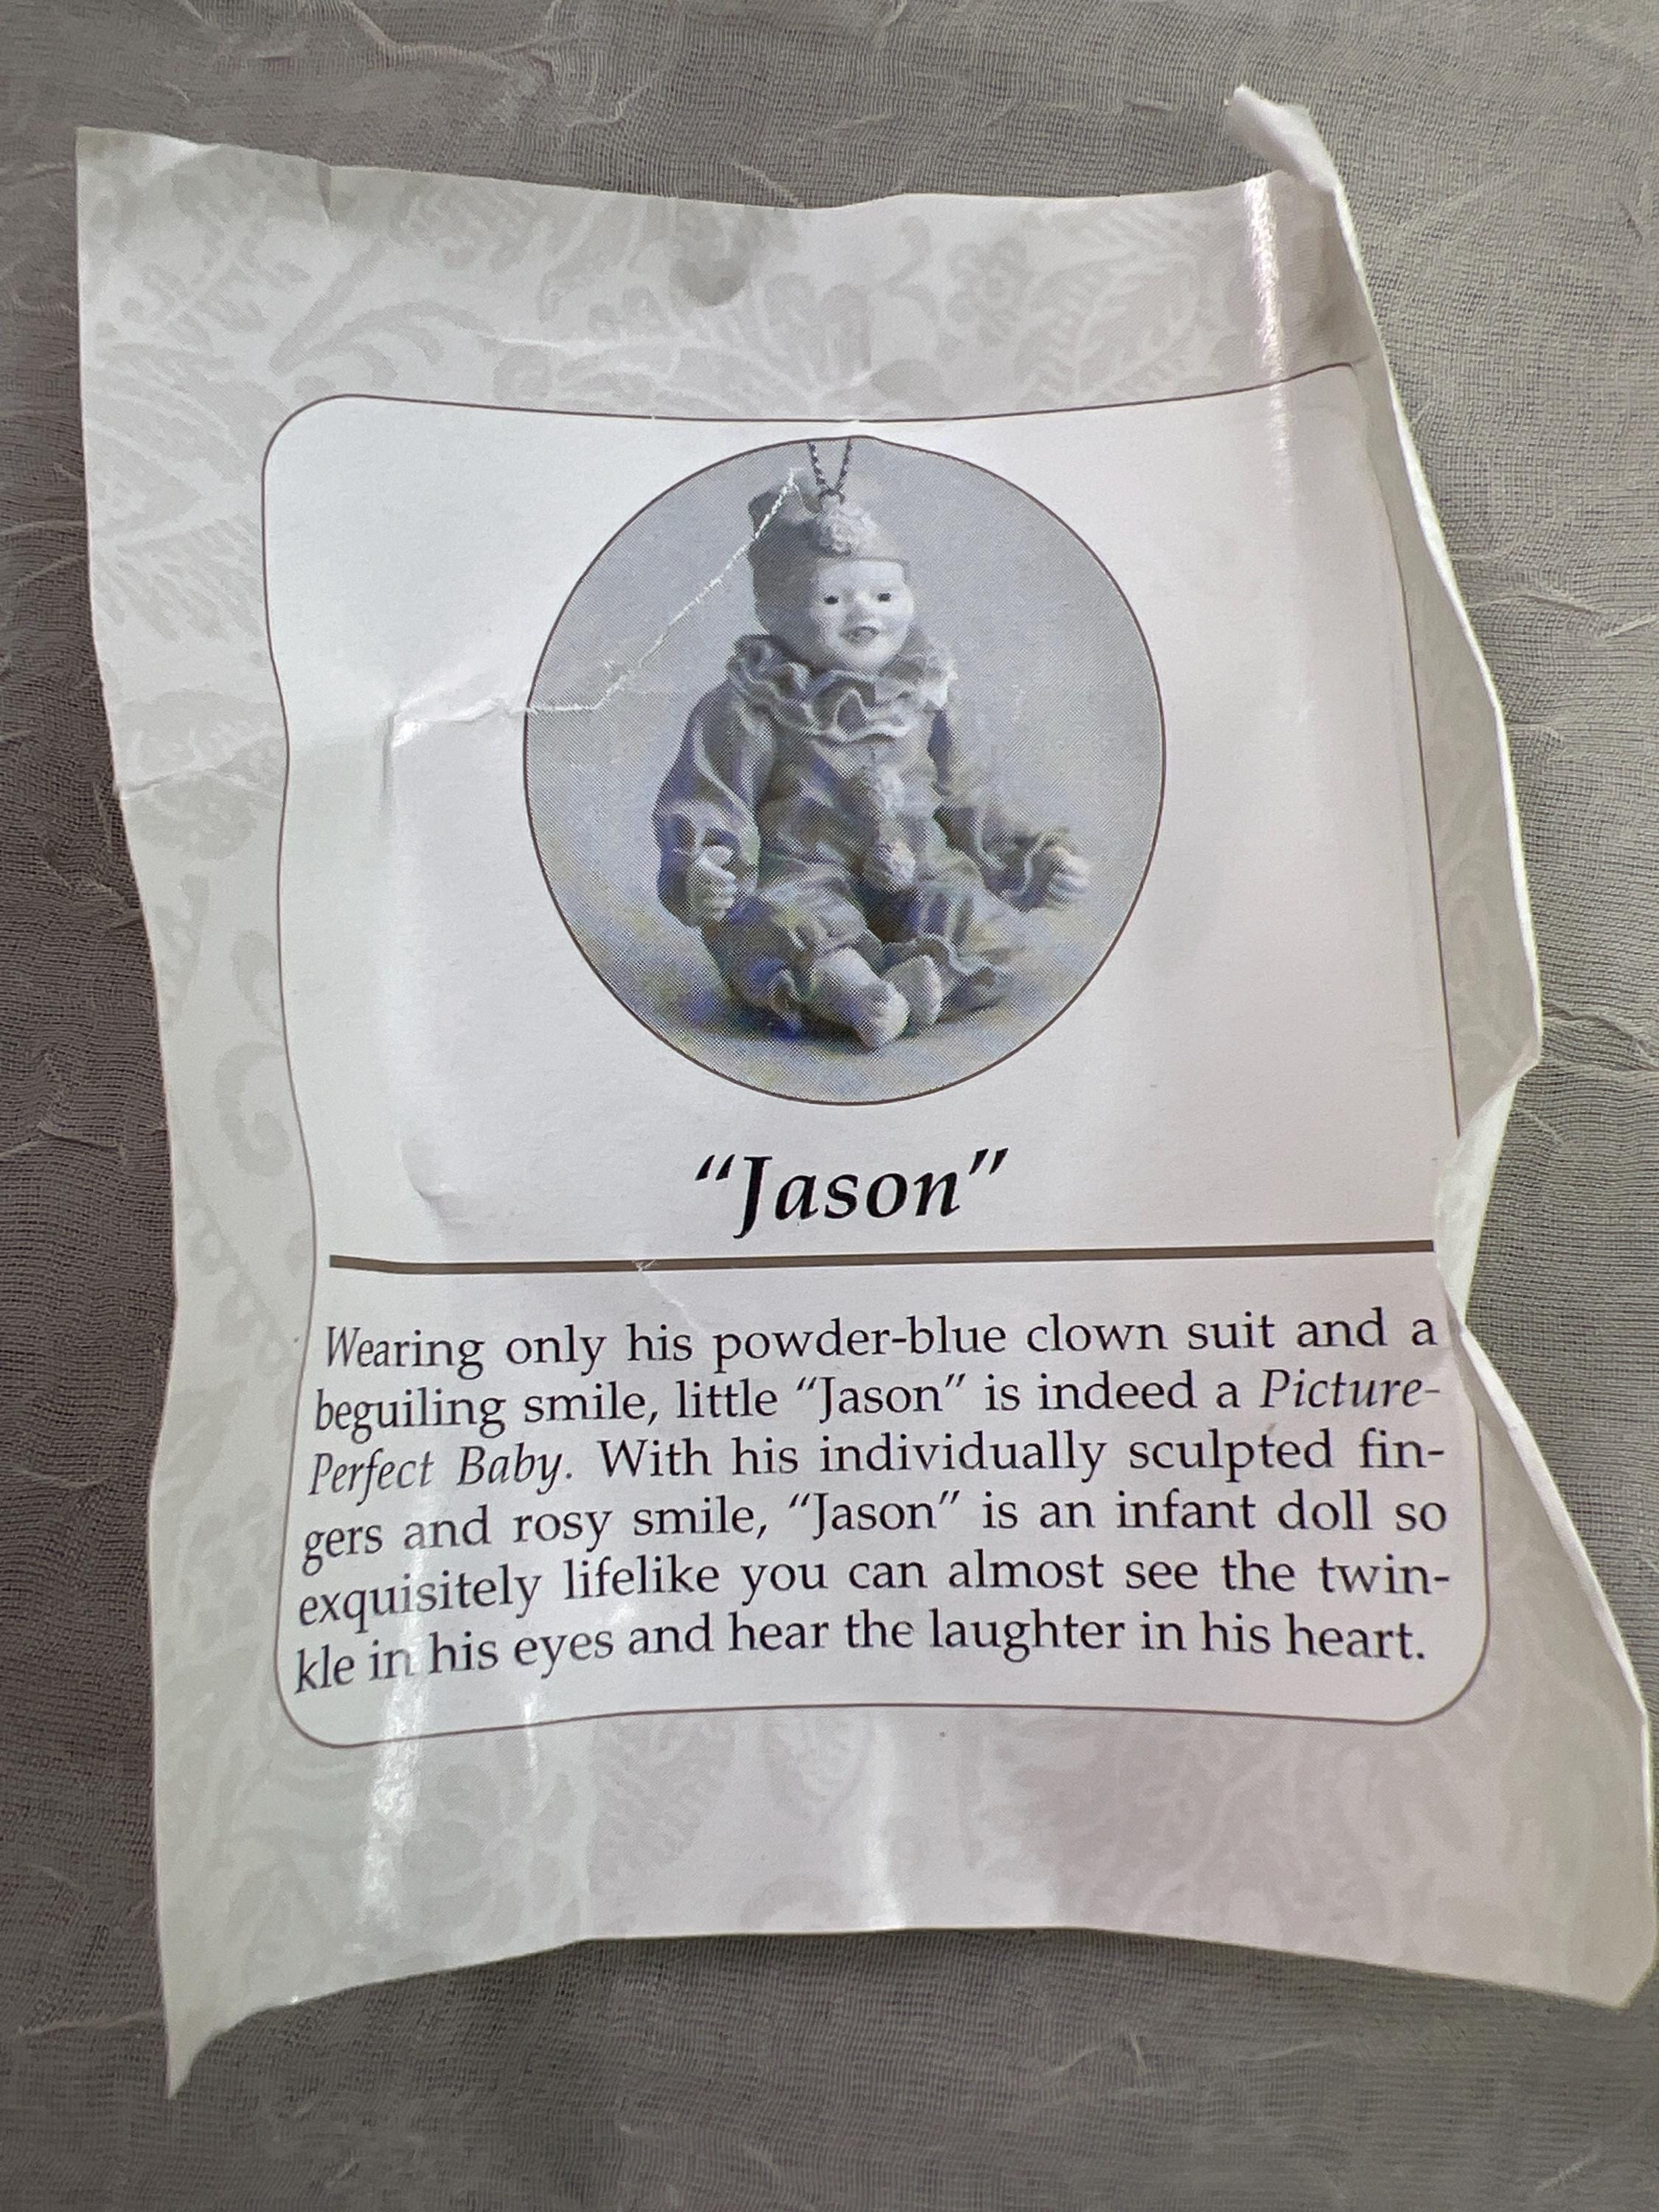 “Jason”
Wearing only his powder-blue clown suit and a
beguiling smile, little “Jason” is indeed a Picture-
Perfect Baby. With his individually sculpted fin-
gers and rosy smile, “Jason” is an infant doll so
exquisitely lifelike you can almost see the twin-
kle in his eyes and hear the laughter in his heart.